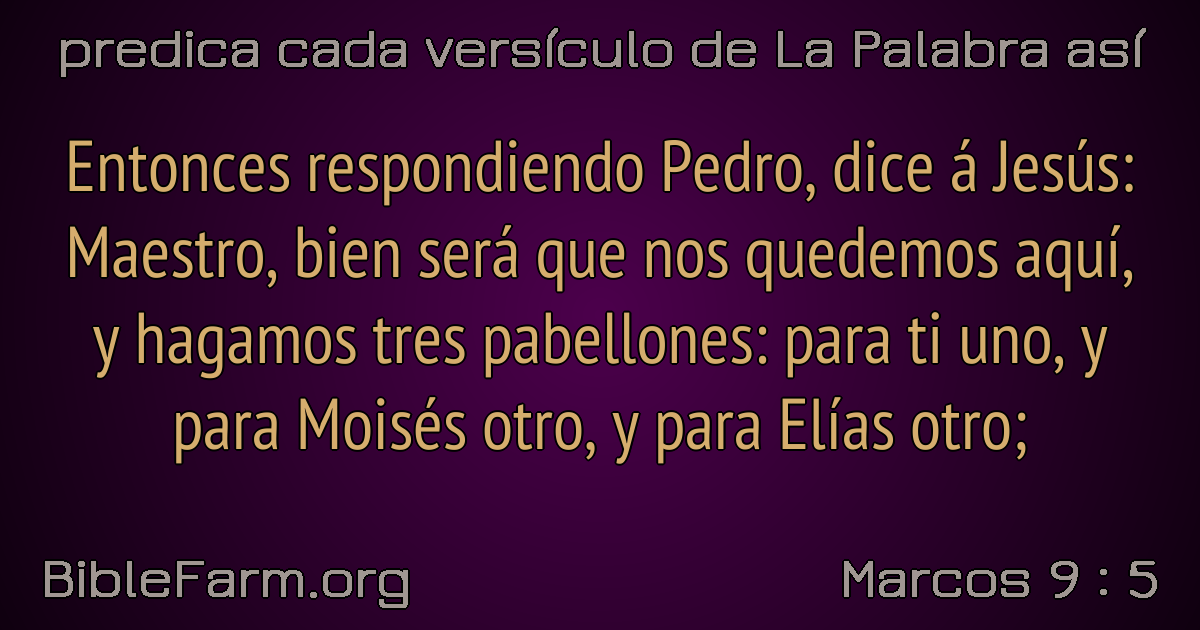 predica cada versículo de La Palabra así
Entonces respondiendo Pedro, dice á Jesús:
Maestro, bien será que nos quedemos aquí,
y hagamos tres pabellones: para ti uno, y
para Moisés otro, y para Elías otro;
BibleFarm.org
Marcos 9 : 5